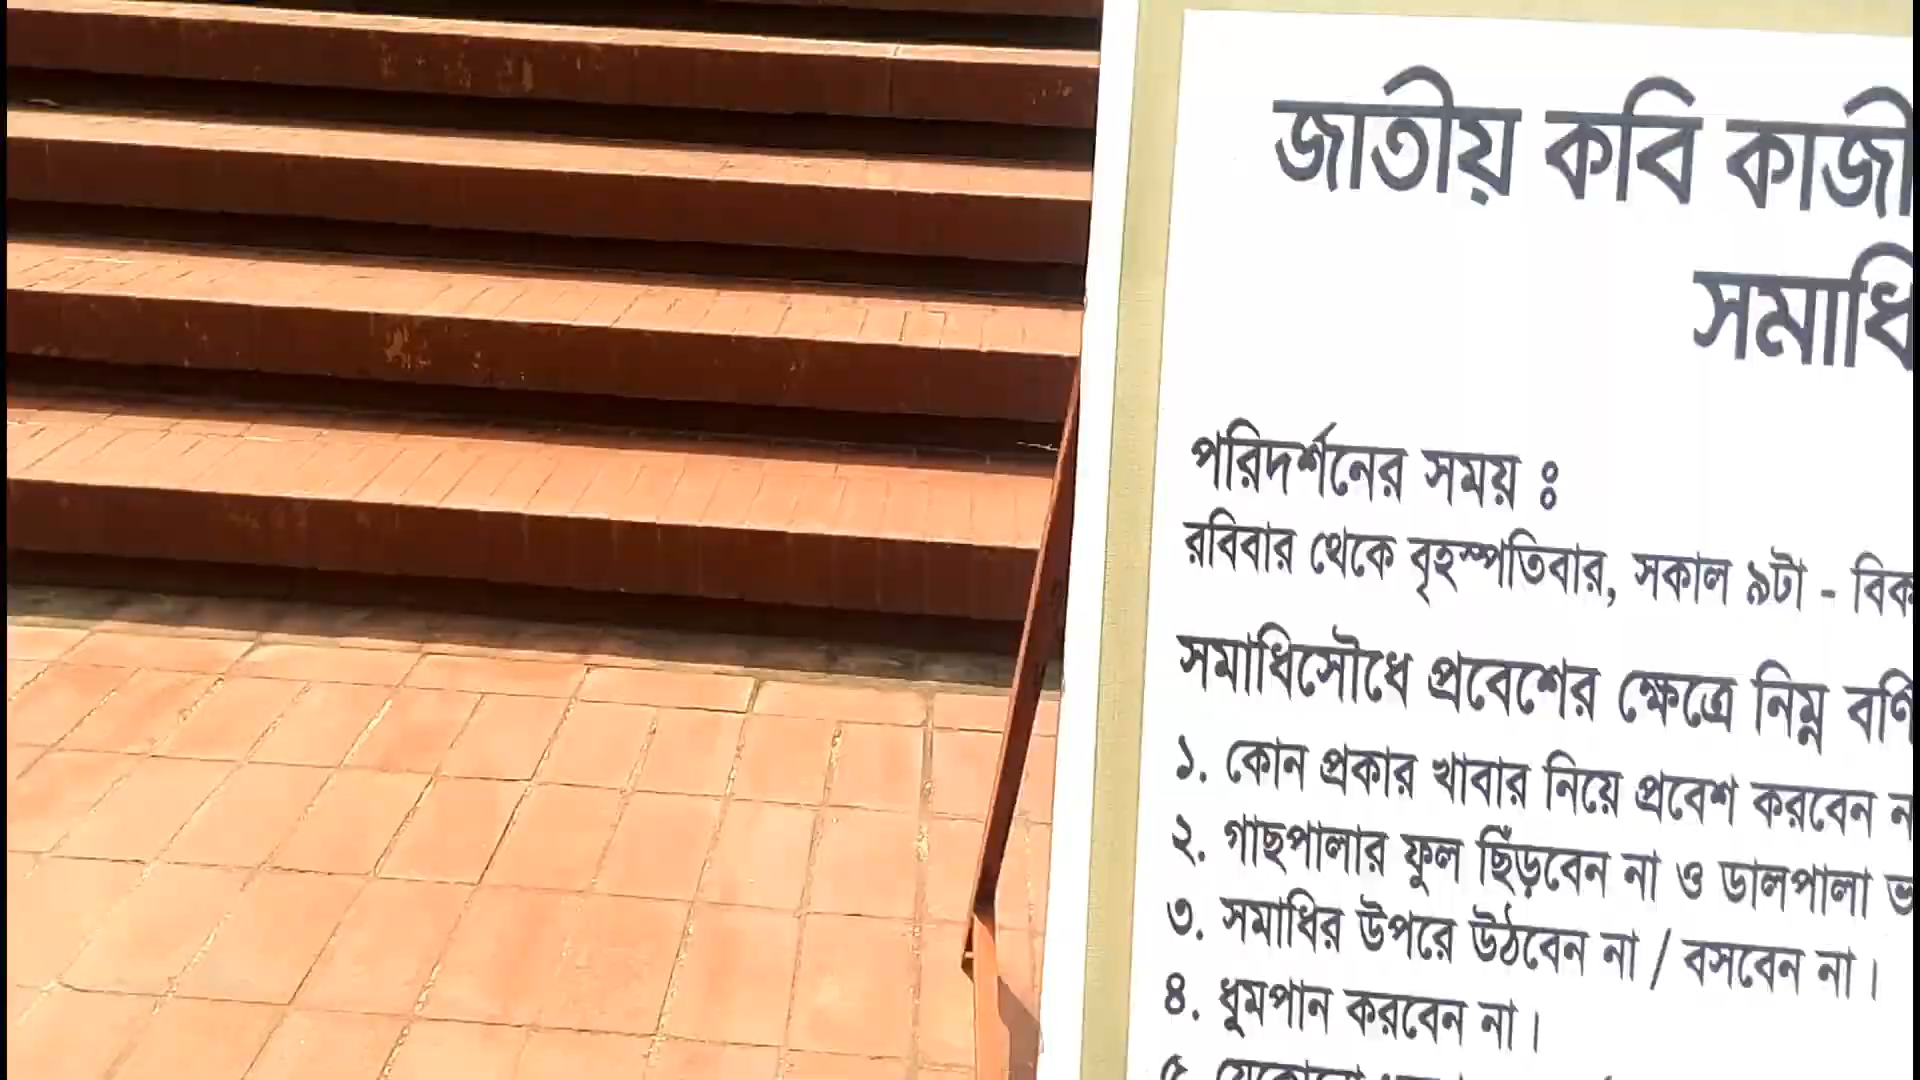 জাতীয় কবি কাজী
সমাধি
পরিদর্শনের সময় ঃ
রবিবার থেকে বৃহস্পতিবার, সকাল ৯টা - বিক
সমাধিসৌধে প্রবেশের ক্ষেত্রে নিম্ন বর্ণি
১. কোন প্রকার খাবার নিয়ে প্রবেশ করবেন ন
২. গাছপালার ফুল ছিঁড়বেন না ও ডালপালা ভ
৩. সমাধির উপরে উঠবেন না / বসবেন না।
৪. ধূমপান করবেন না।
৫.